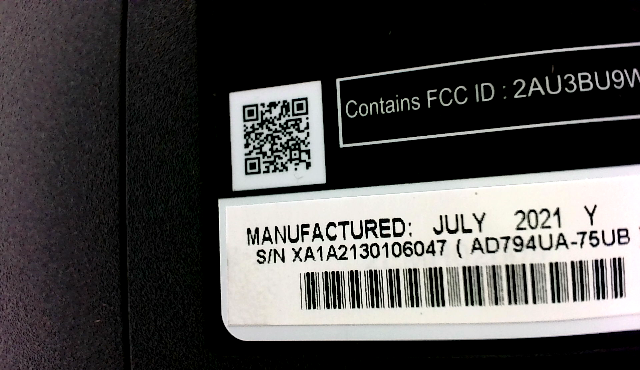 Contains FCC ID : 2AU3BU9W
MANUFACTURED: JULY 2021 Y
S/N XA1A2130106047 ( AD794UA-75UB )